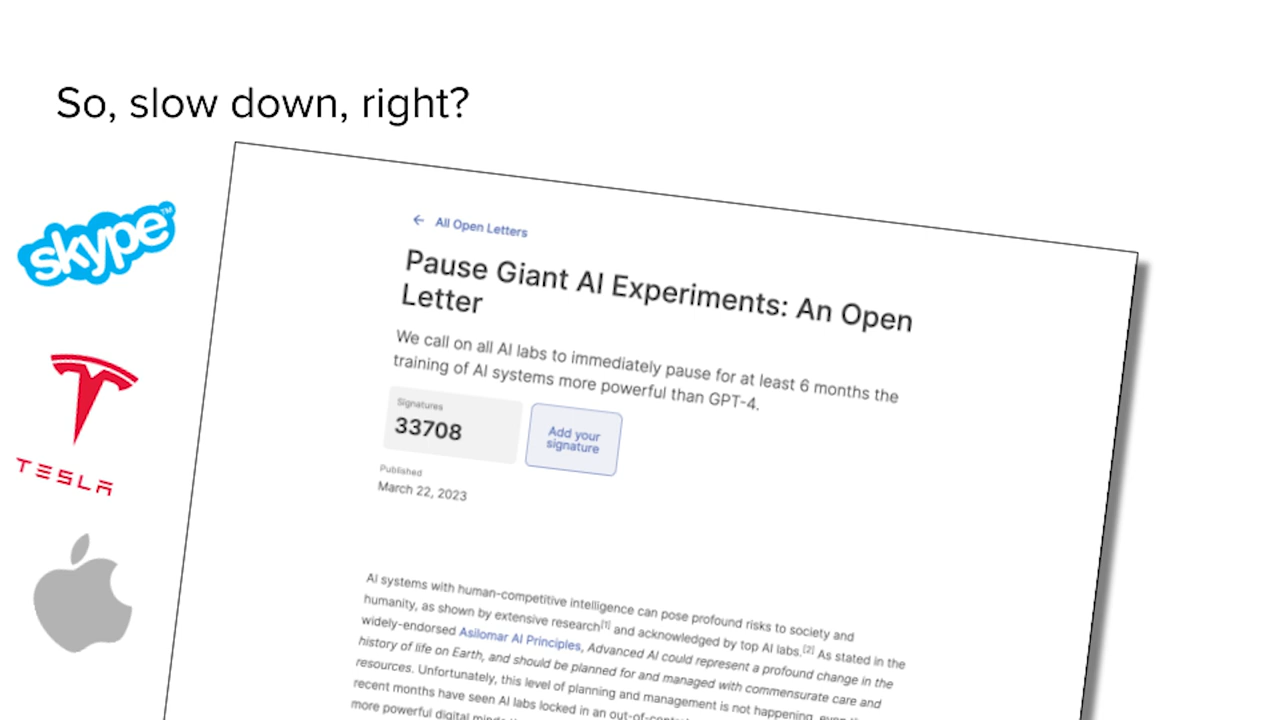 So, slow down, right?
skype™
TESLA
← All Open Letters
Pause Giant AI Experiments: An Open
Letter
We call on all AI labs to immediately pause for at least 6 months the
training of AI systems more powerful than GPT-4.
Signatures
33708
Add your
signature
Published
March 22, 2023
AI systems with human-competitive intelligence can pose profound risks to society and
humanity, as shown by extensive research[1] and acknowledged by top AI labs.[2] As stated in the
widely-endorsed Asilomar AI Principles, Advanced AI could represent a profound change in the
history of life on Earth, and should be planned for and managed with commensurate care and
resources. Unfortunately, this level of planning and management is not happening, even
recent months have seen AI labs locked in an
more powerful digital